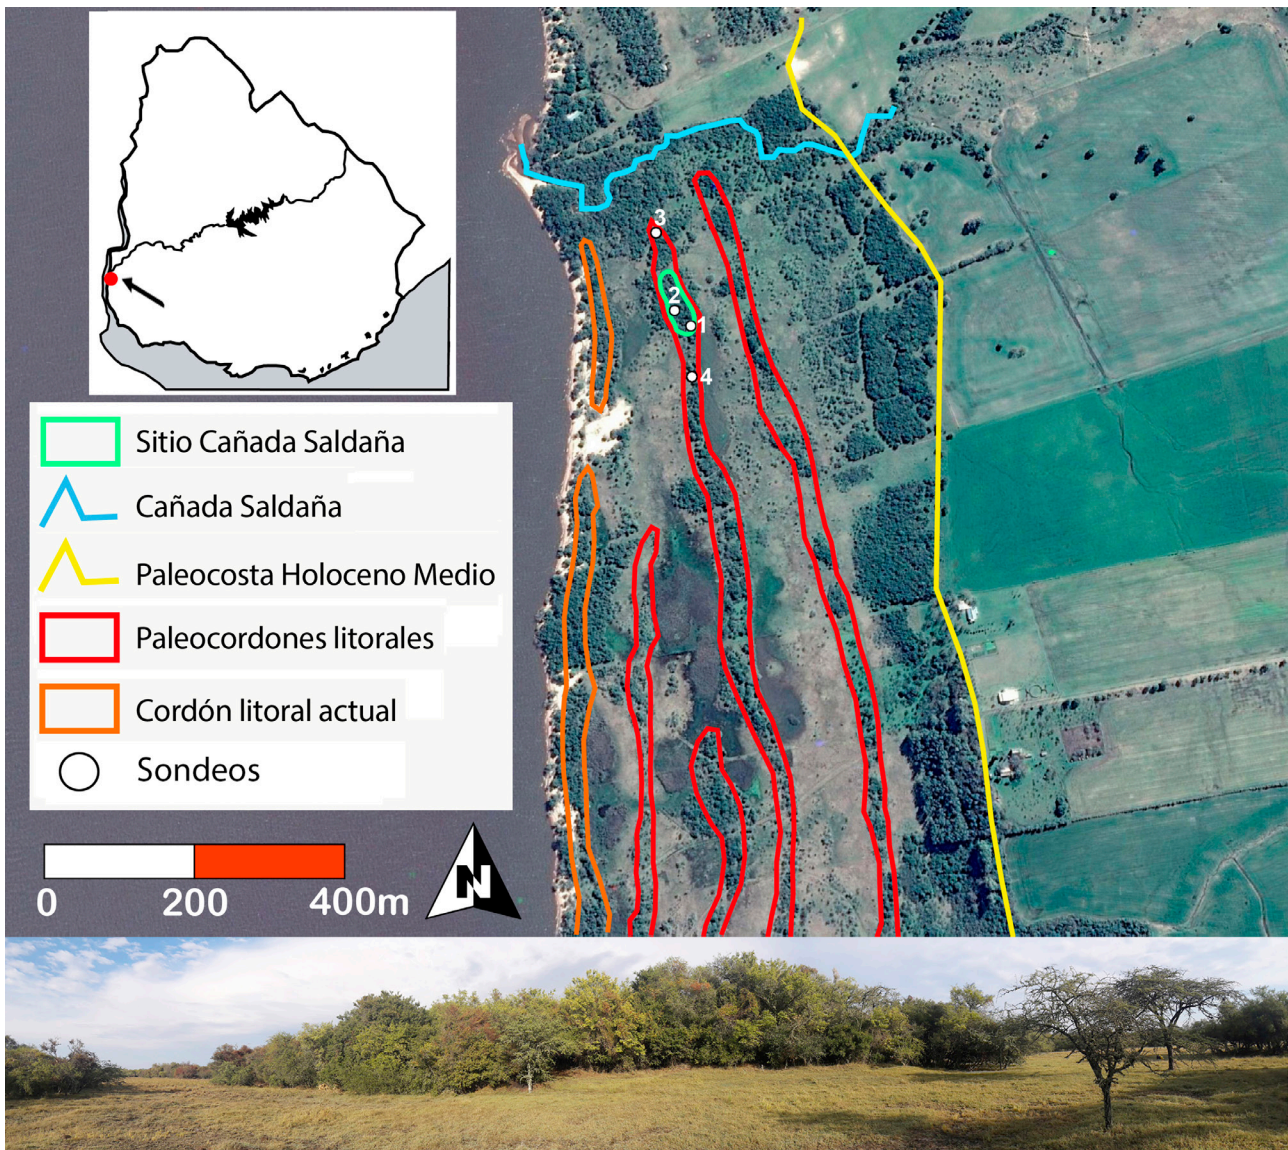 3
2
1
4
Sitio Cañada Saldaña
Cañada Saldaña
Paleocosta Holoceno Medio
Paleocordones litorales
Cordón litoral actual
Sondeos
0 200 400m
N